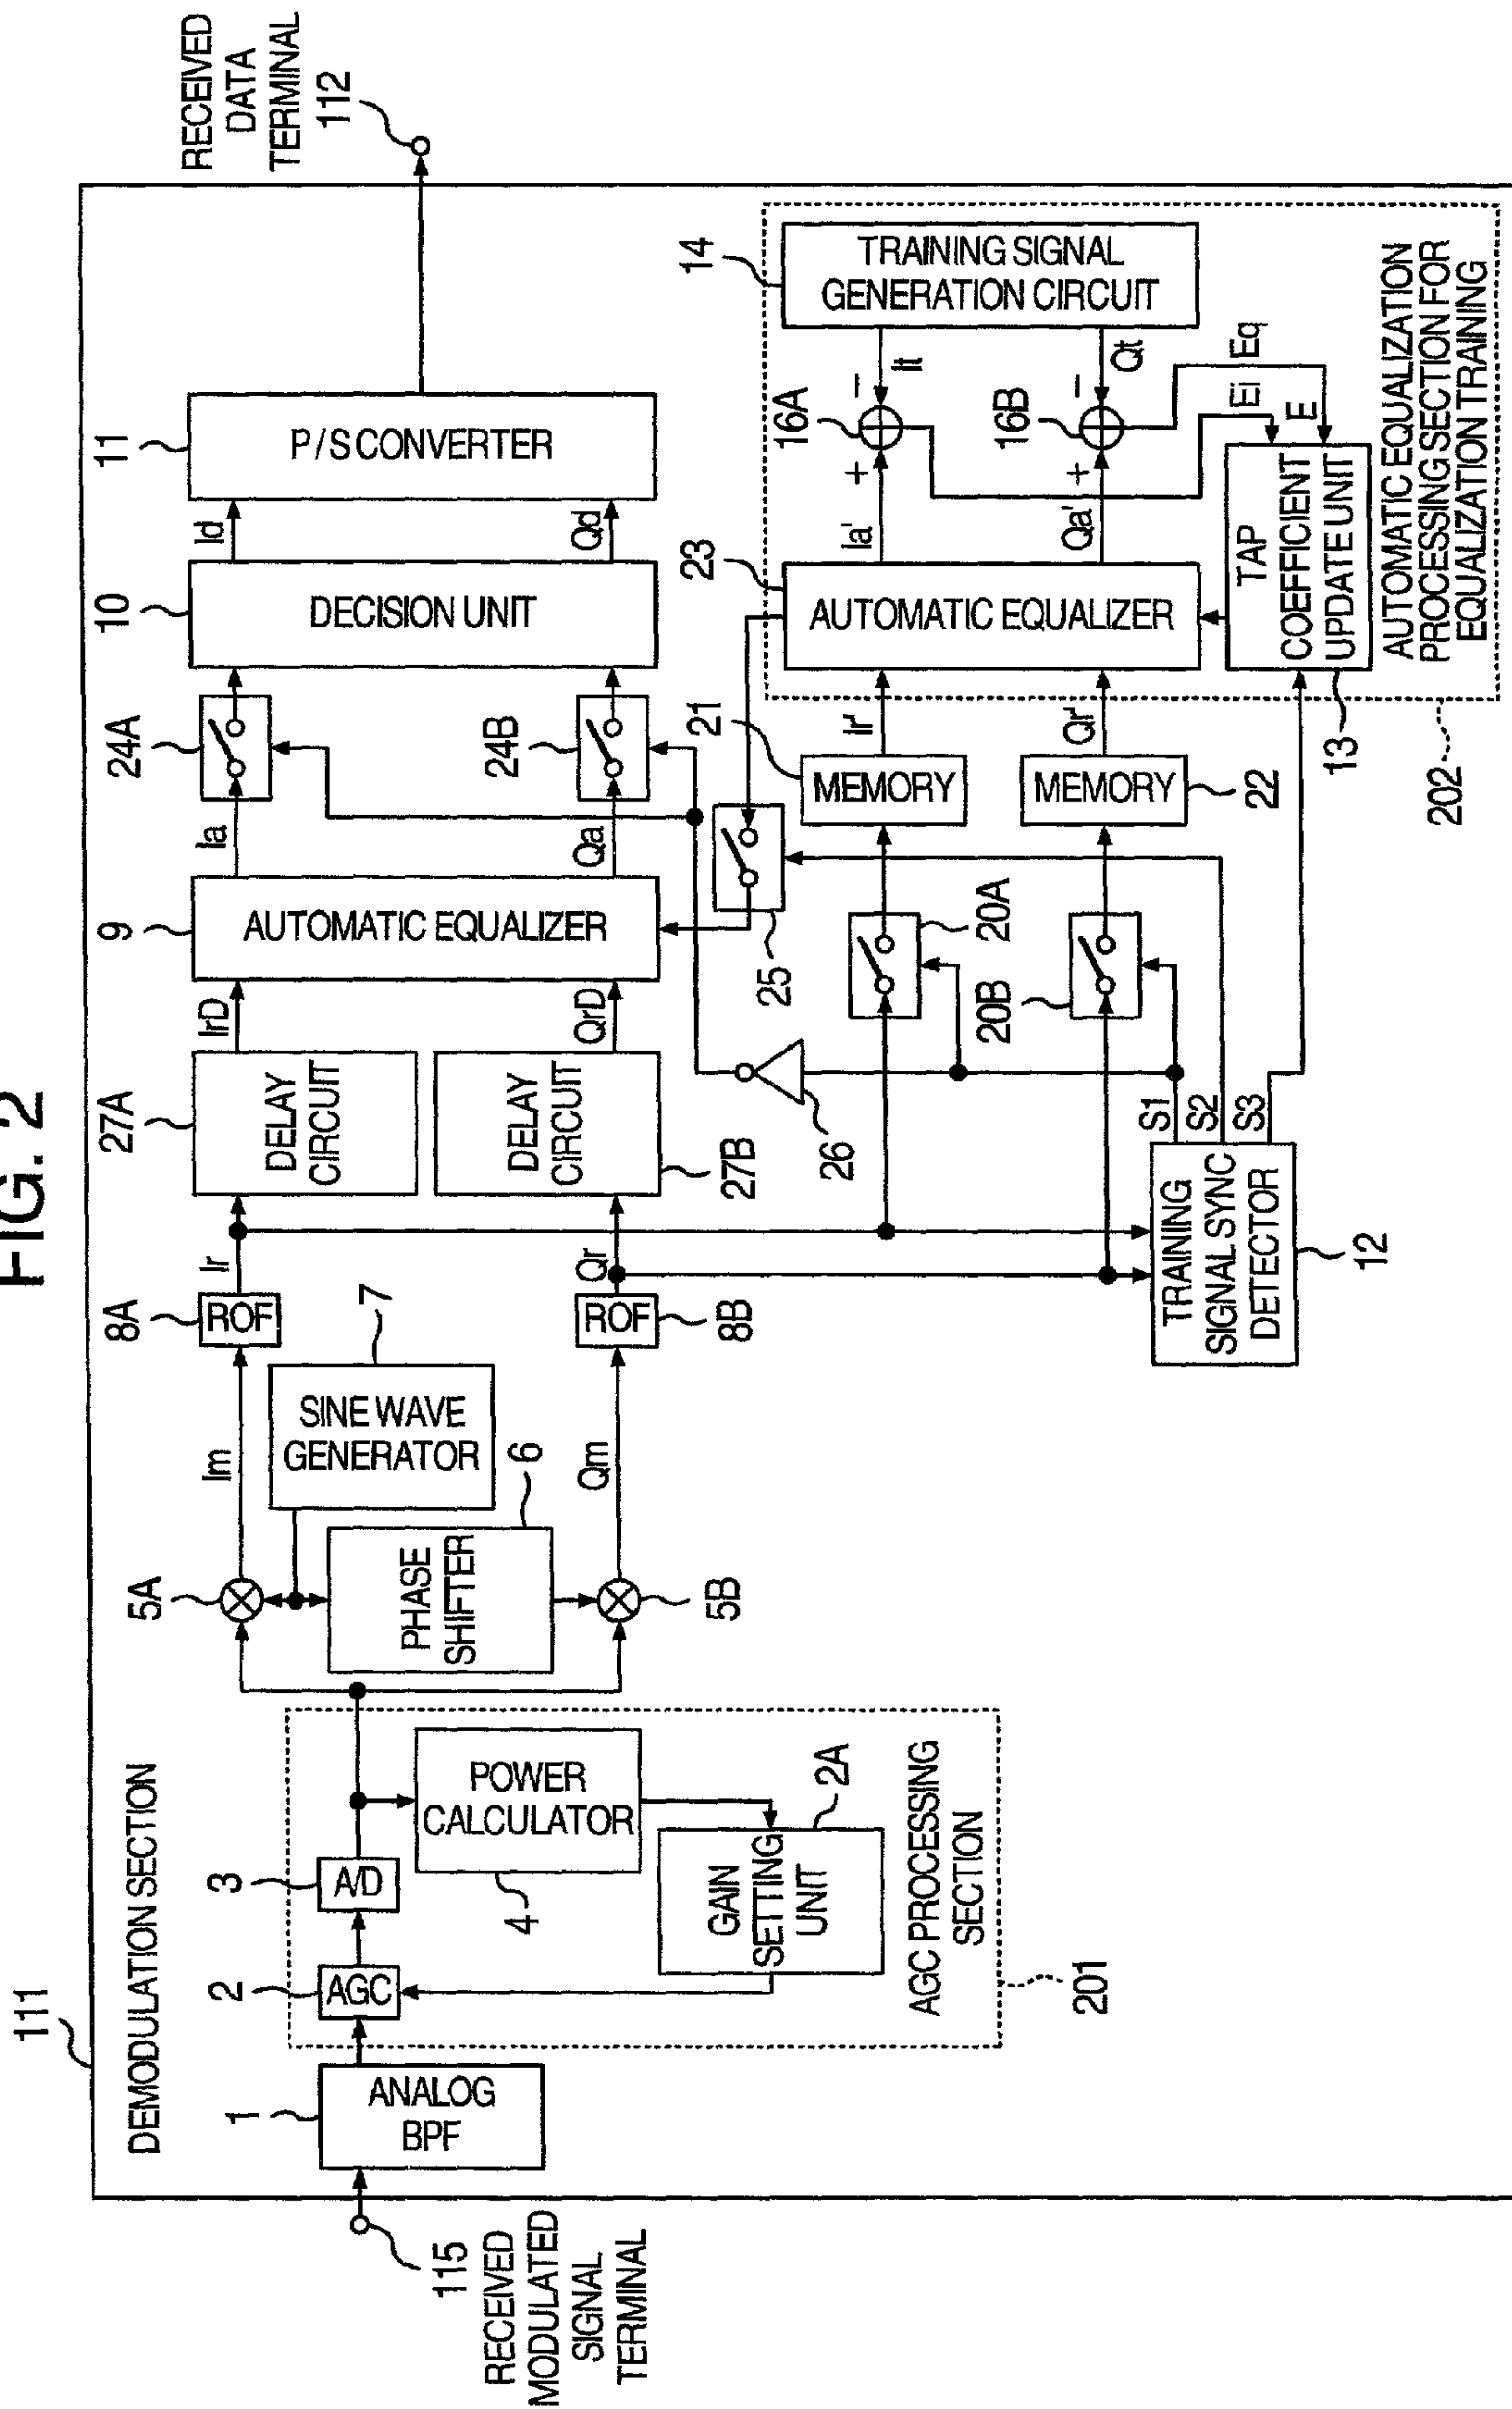 FIG. 2
111
DEMODULATION SECTION
115
RECEIVED
MODULATED
SIGNAL
TERMINAL
1
ANALOG
BPF
2
AGC
3
A/D
4
POWER
CALCULATOR
2A
GAIN
SETTING
UNIT
AGC PROCESSING
SECTION
201
5A
5B
PHASE
SHIFTER
6
SINE WAVE
GENERATOR
7
Im
Qm
8A
ROF
ROF
8B
Ir
Qr
27A
DELAY
CIRCUIT
DELAY
CIRCUIT
27B
IrD
QrD
9
AUTOMATIC EQUALIZER
Ia
Qa
24A
24B
10
DECISION UNIT
Id
Qd
11
P/S CONVERTER
RECEIVED
DATA
TERMINAL
112
TRAINING
SIGNAL SYNC
DETECTOR
12
S1
S2
S3
26
25
20A
20B
21
MEMORY
MEMORY
22
Ir'
Qr'
23
AUTOMATIC EQUALIZER
Ia'
Qa'
+
+
16A
16B
−
−
It
Qt
14
TRAINING SIGNAL
GENERATION CIRCUIT
Ei
Eq
E
TAP
COEFFICIENT
UPDATE UNIT
13
AUTOMATIC EQUALIZATION
PROCESSING SECTION FOR
EQUALIZATION TRAINING
202